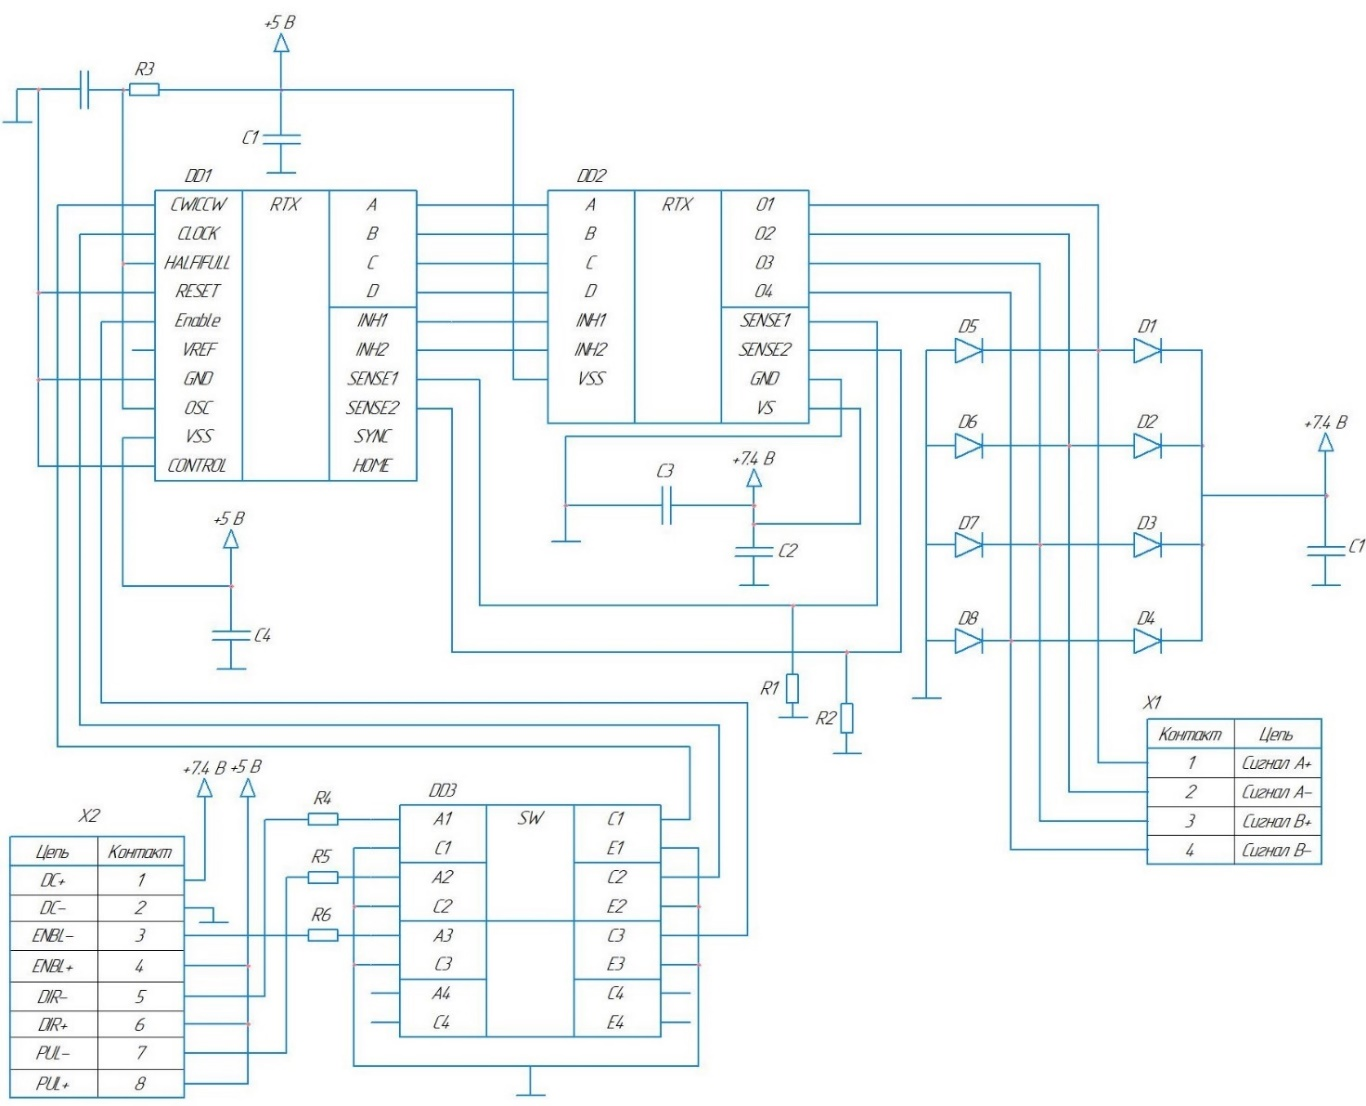 +5 В
R3
C1
DD1
DD2
CW/CCW RTX A
CLOCK B
HALF/FULL C
RESET D
Enable INH1
VREF INH2
GND SENSE1
OSC SENSE2
VSS SYNC
CONTROL HOME
A RTX O1
B O2
C O3
D O4
INH1 SENSE1
INH2 SENSE2
VSS GND
VS
D5 D1
D6 D2
D7 D3
D8 D4
+7.4 В
C1
C3
+7.4 В
C2
+5 В
C4
R1
R2
X1
Контакт Цепь
1 Сигнал A+
2 Сигнал A-
3 Сигнал B+
4 Сигнал B-
+7.4 В +5 В
X2
Цепь Контакт
DC+ 1
DC- 2
ENBL- 3
ENBL+ 4
DIR- 5
DIR+ 6
PUL- 7
PUL+ 8
R4
R5
R6
DD3
A1 SW C1
C1 E1
A2 C2
C2 E2
A3 C3
C3 E3
A4 C4
C4 E4